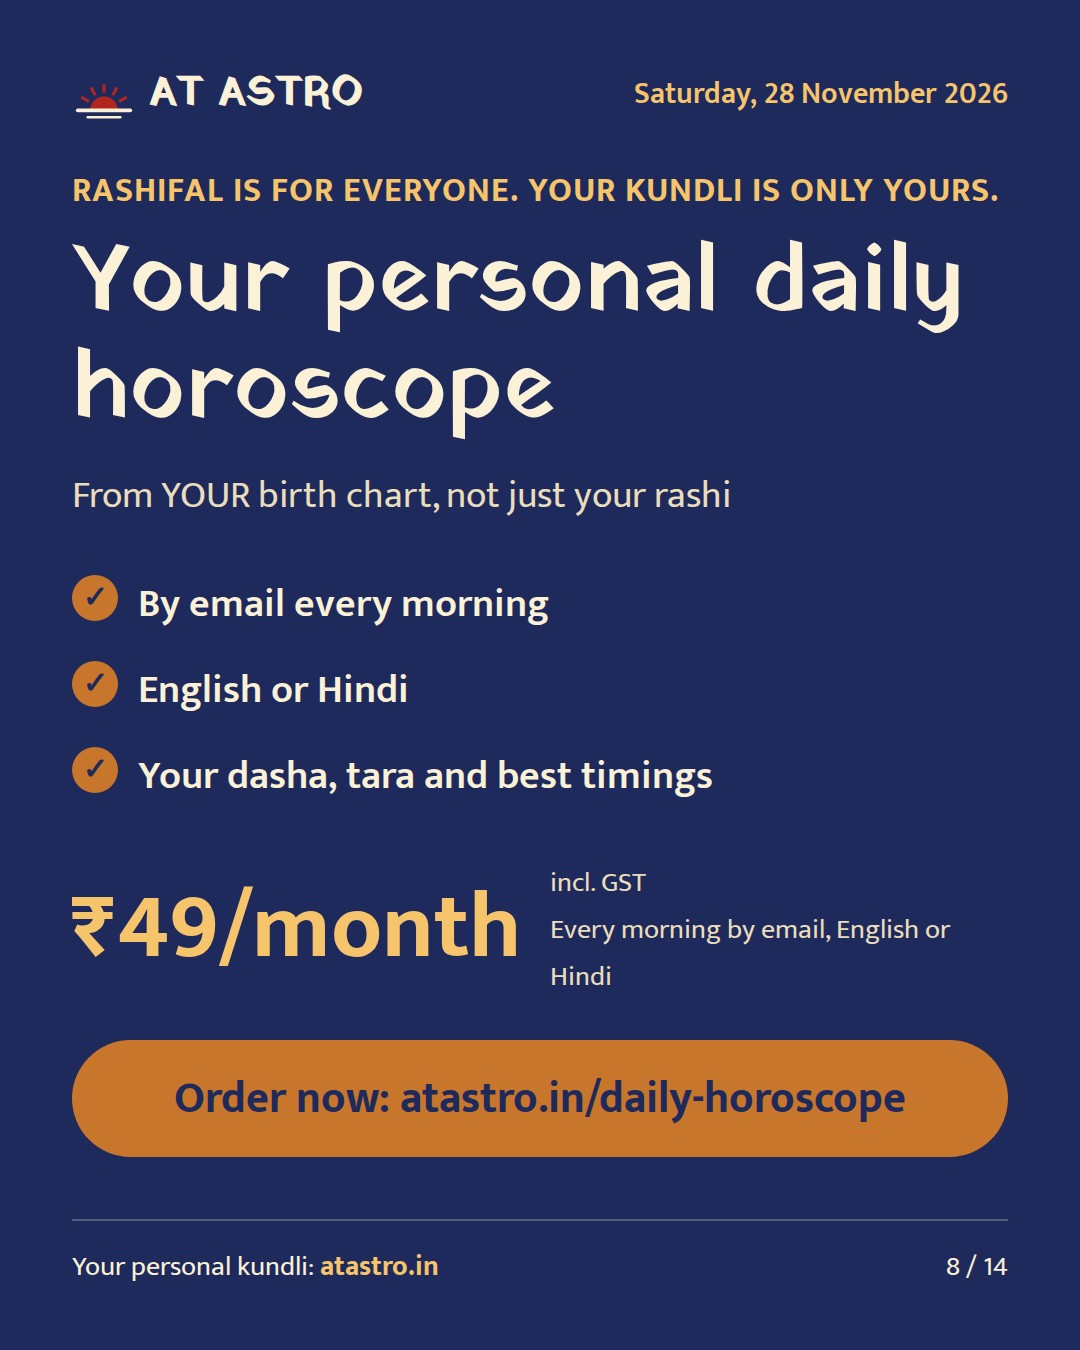 AT ASTRO
Saturday, 28 November 2026
RASHIFAL IS FOR EVERYONE. YOUR KUNDLI IS ONLY YOURS.
Your personal daily
horoscope
From YOUR birth chart, not just your rashi
✓ By email every morning
✓ English or Hindi
✓ Your dasha, tara and best timings
₹49/month
incl. GST
Every morning by email, English or
Hindi
Order now: atastro.in/daily-horoscope
Your personal kundli: atastro.in
8 / 14